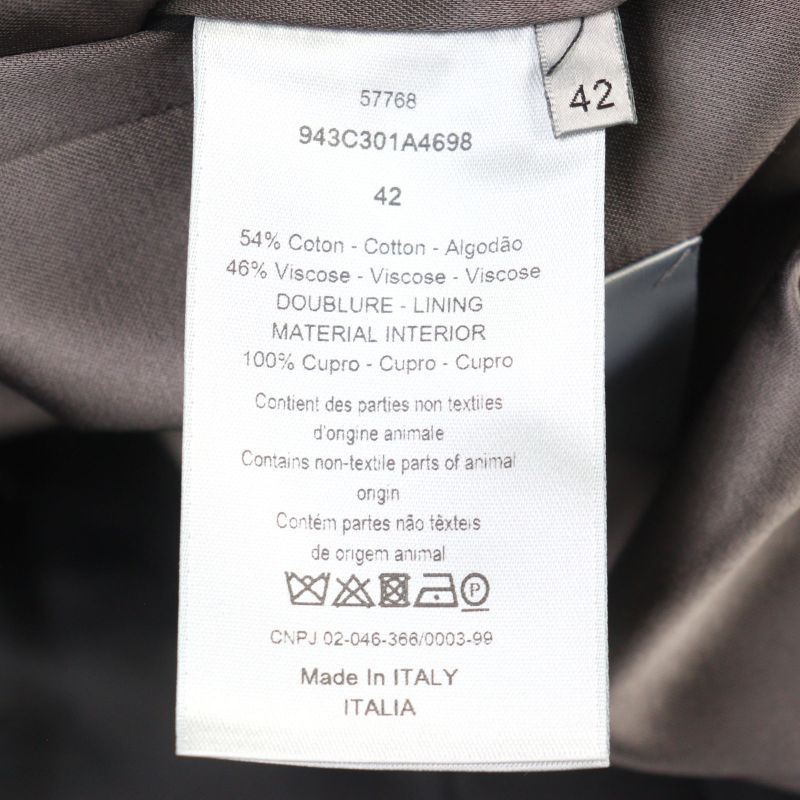 42
57768
943C301A4698
42
54% Coton - Cotton - Algodão
46% Viscose - Viscose - Viscose
DOUBLURE - LINING
MATERIAL INTERIOR
100% Cupro - Cupro - Cupro
Contient des parties non textiles
d'origine animale
Contains non-textile parts of animal
origin
Contém partes não têxteis
de origem animal
P
CNPJ 02-046-366/0003-99
Made In ITALY
ITALIA